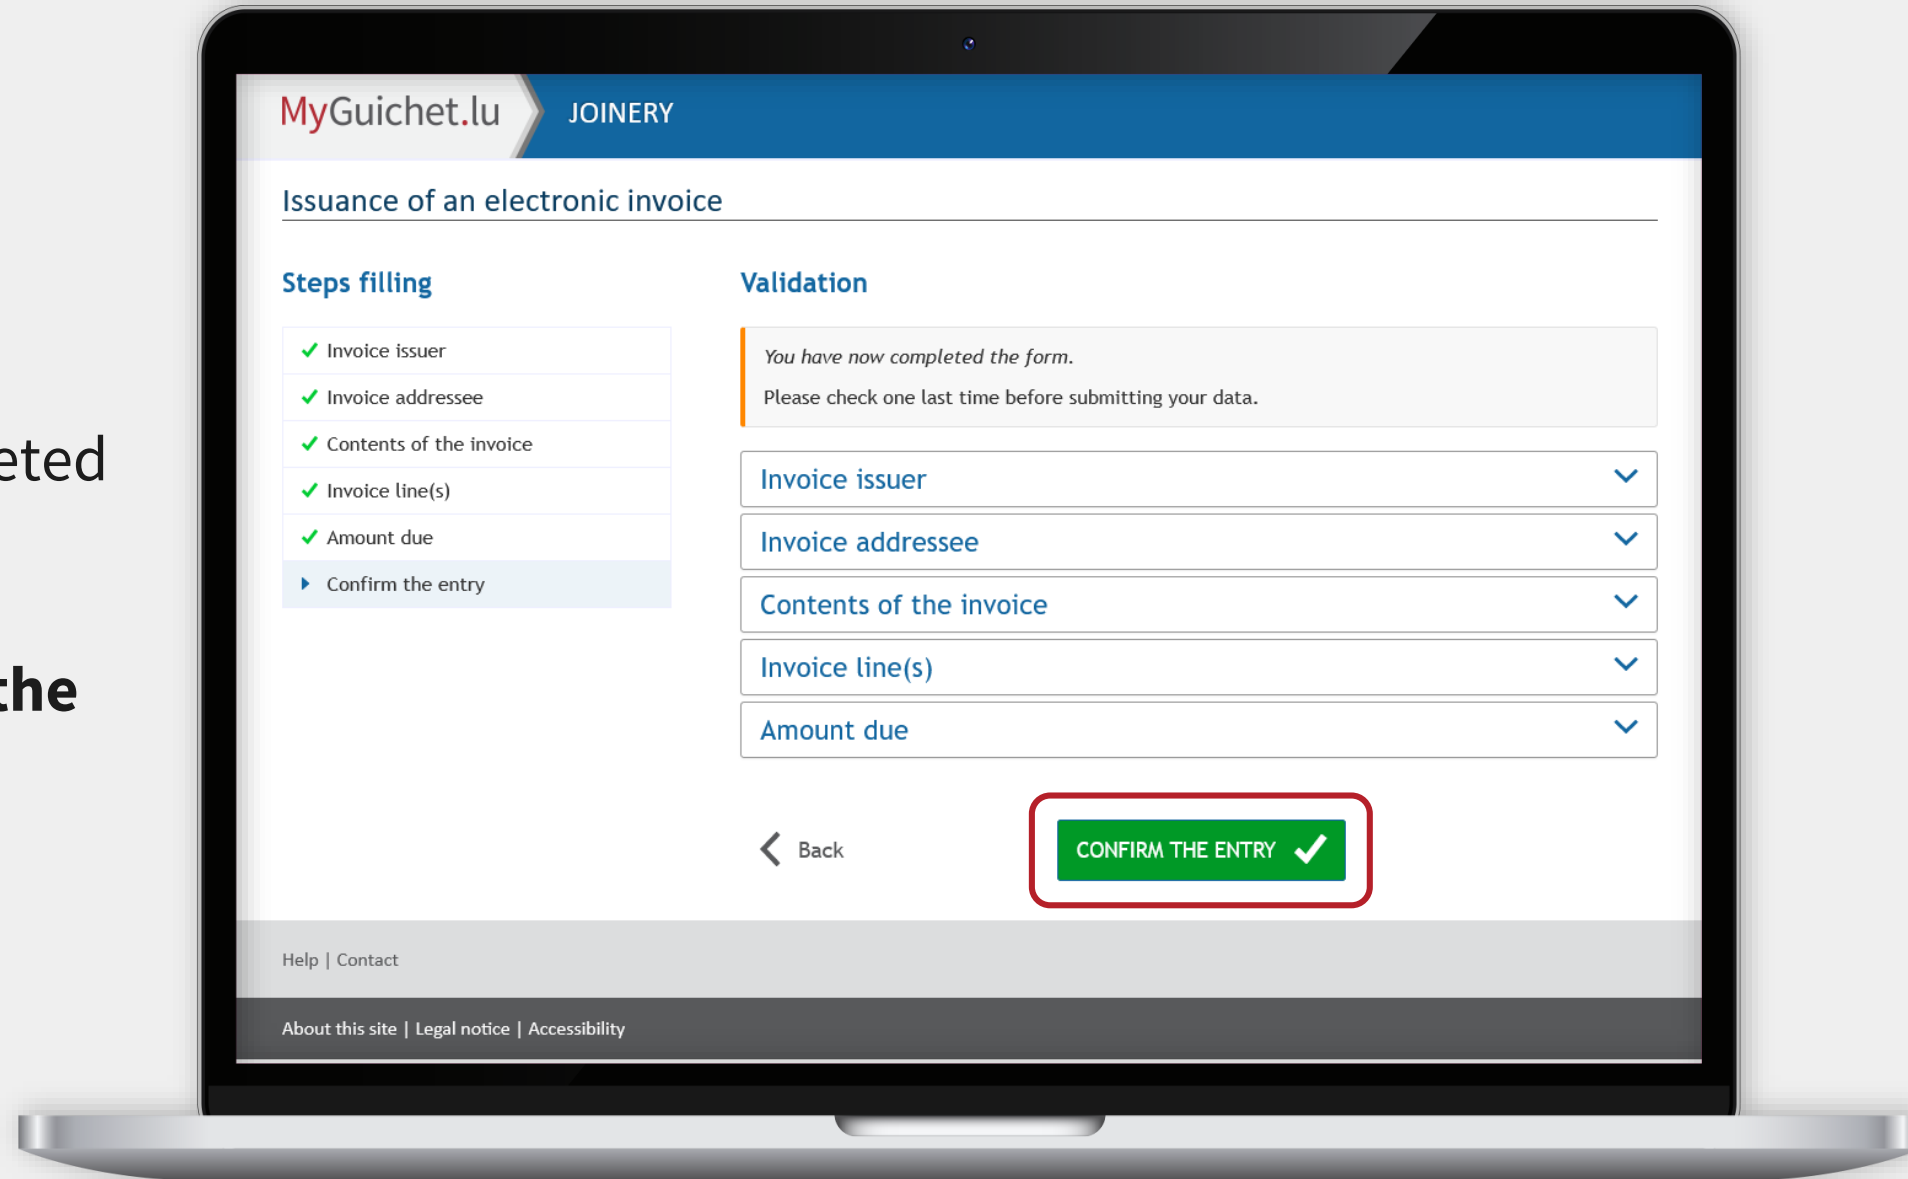 MyGuichet.lu
JOINERY
Issuance of an electronic invoice
Steps filling
Invoice issuer
Invoice addressee
Contents of the invoice
Invoice line(s)
Amount due
Confirm the entry
Validation
You have now completed the form.
Please check one last time before submitting your data.
Invoice issuer
Invoice addressee
Contents of the invoice
Invoice line(s)
Amount due
Back
CONFIRM THE ENTRY
Help | Contact
About this site | Legal notice | Accessibility
eted
the